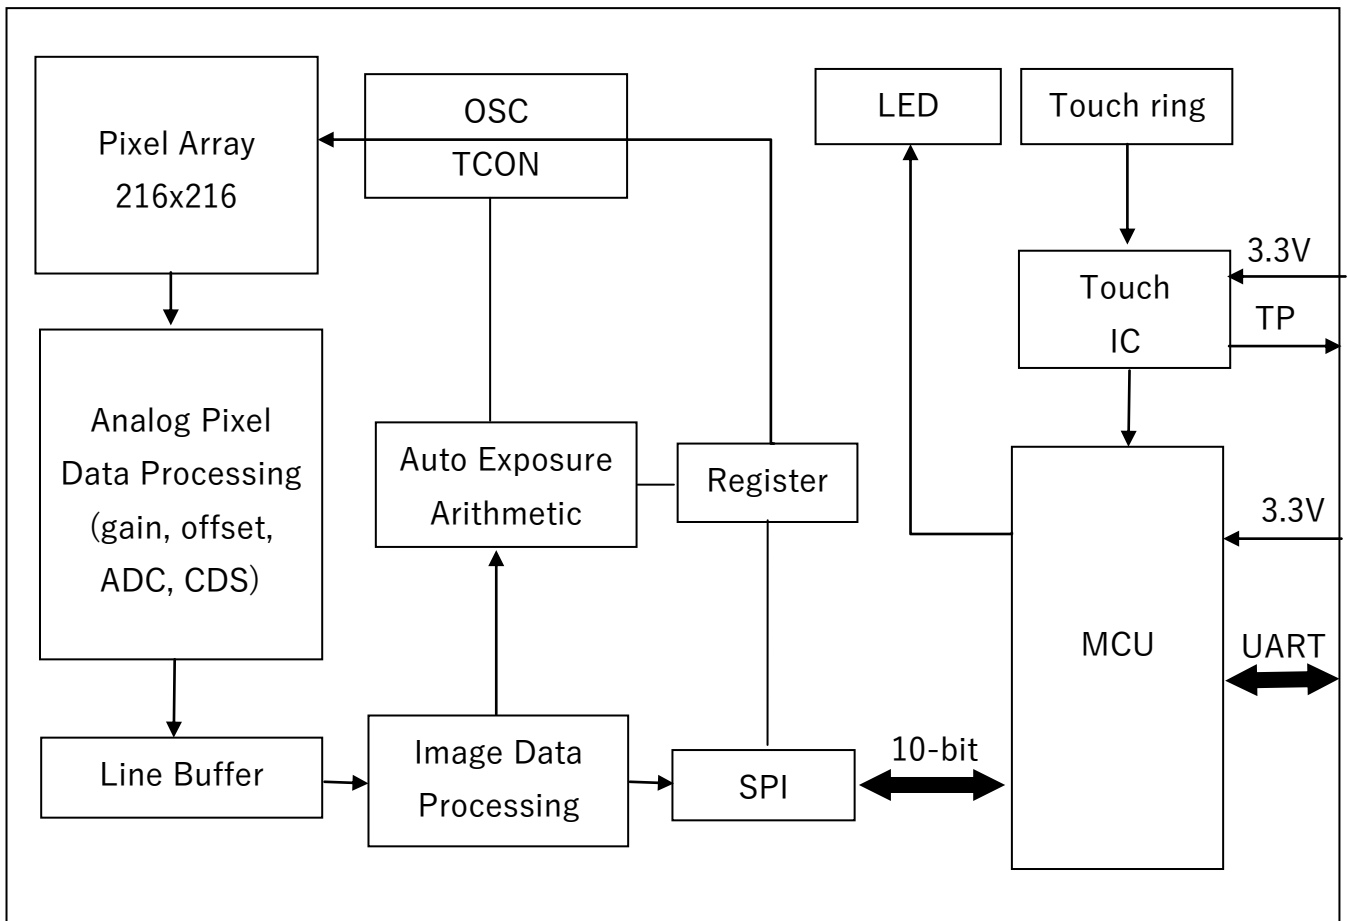 Pixel Array
216x216
OSC
TCON
LED
Touch ring
3.3V
Touch
IC
TP
Analog Pixel
Data Processing
(gain, offset,
ADC, CDS)
Auto Exposure
Arithmetic
Register
3.3V
MCU
UART
Line Buffer
Image Data
Processing
SPI
10-bit